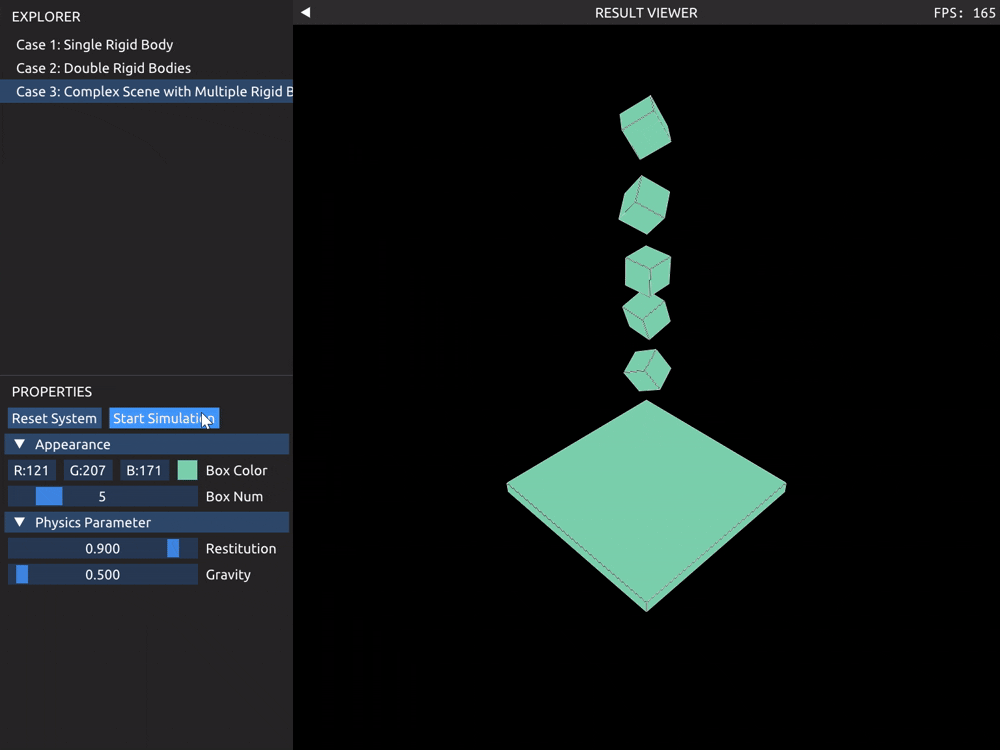 EXPLORER
Case 1: Single Rigid Body
Case 2: Double Rigid Bodies
Case 3: Complex Scene with Multiple Rigid B
PROPERTIES
Reset System Start Simulation
Appearance
R:121 G:207 B:171 Box Color
5 Box Num
Physics Parameter
0.900 Restitution
0.500 Gravity
RESULT VIEWER FPS: 165